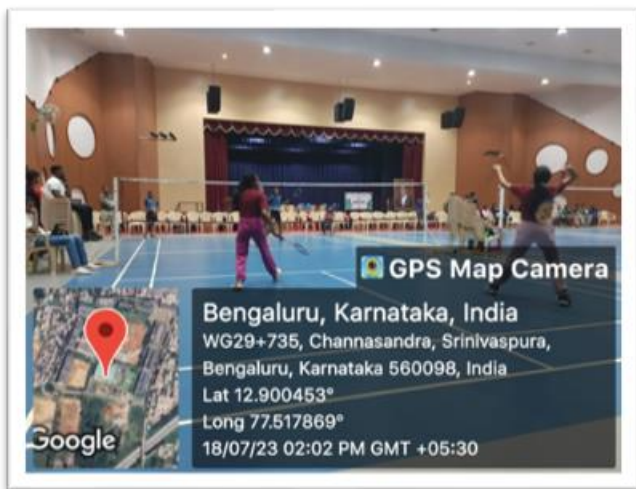 GPS Map Camera
Bengaluru, Karnataka, India
WG29+735, Channasandra, Srinivaspura,
Bengaluru, Karnataka 560098, India
Lat 12.900453°
Long 77.517869°
18/07/23 02:02 PM GMT +05:30
Google